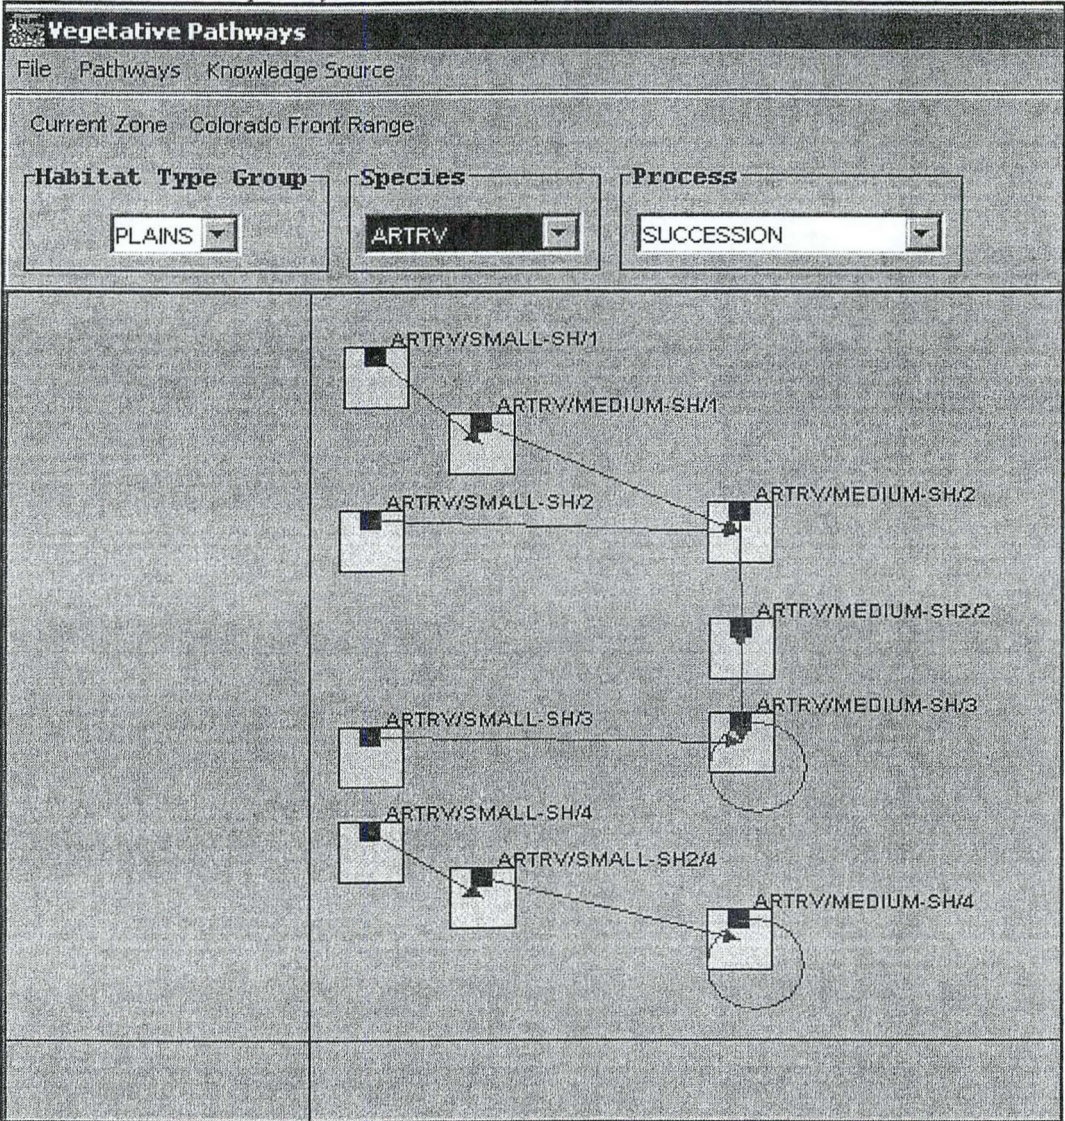 Vegetative Pathways
File Pathways Knowledge Source
Current Zone Colorado Front Range
Habitat Type Group Species Process
PLAINS ARTRV SUCCESSION
ARTRV/SMALL-SH/1
ARTRV/MEDIUM-SH/1
ARTRV/MEDIUM-SH/2
ARTRV/SMALL-SH/2
ARTRV/MEDIUM-SH2/2
ARTRV/MEDIUM-SH/3
ARTRV/SMALL-SH/3
ARTRV/SMALL-SH/4
ARTRV/SMALL-SH2/4
ARTRV/MEDIUM-SH/4